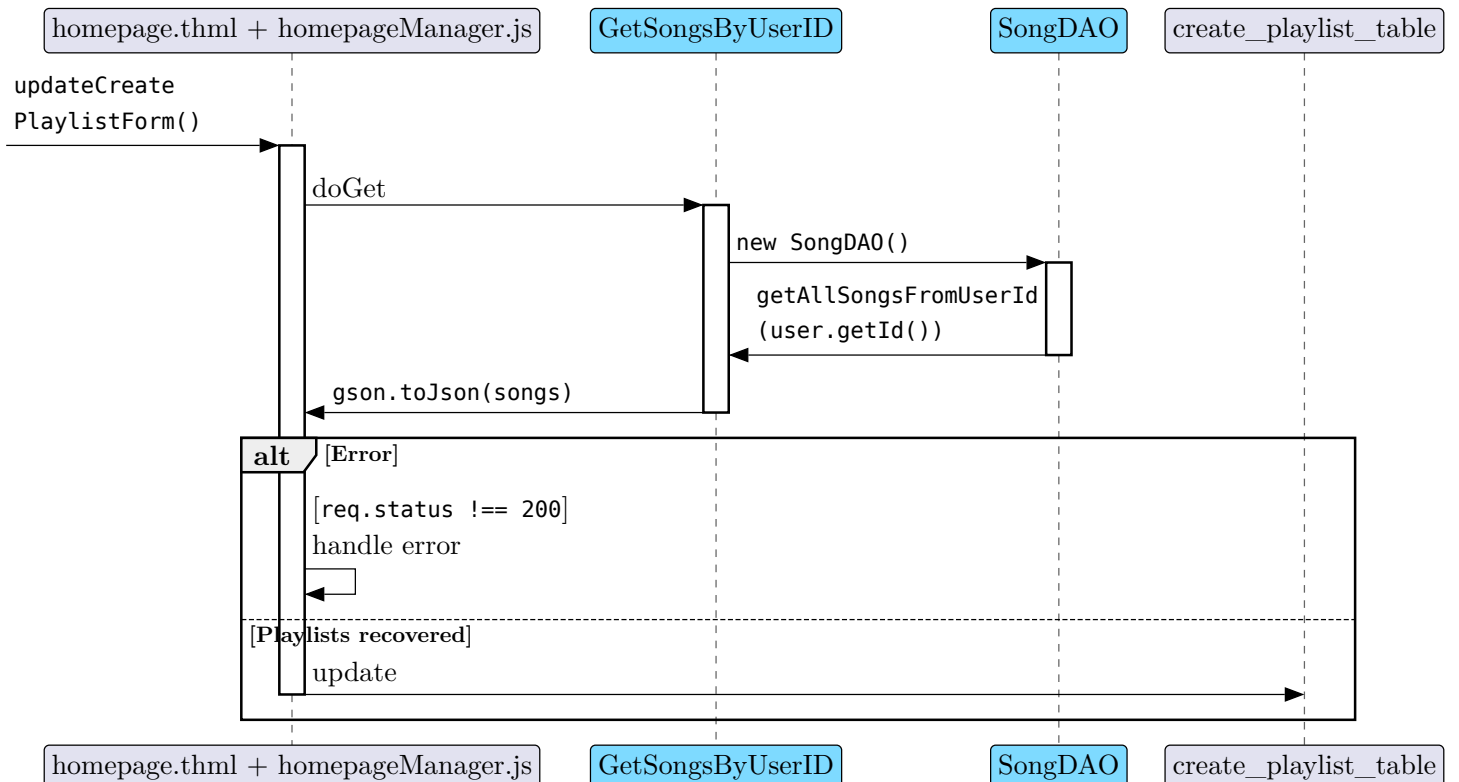 homepage.thml + homepageManager.js
GetSongsByUserID
SongDAO
create_playlist_table
updateCreate
PlaylistForm()
doGet
new SongDAO()
getAllSongsFromUserId
(user.getId())
gson.toJson(songs)
alt
[Error]
[req.status !== 200]
handle error
[Playlists recovered]
update
homepage.thml + homepageManager.js
GetSongsByUserID
SongDAO
create_playlist_table